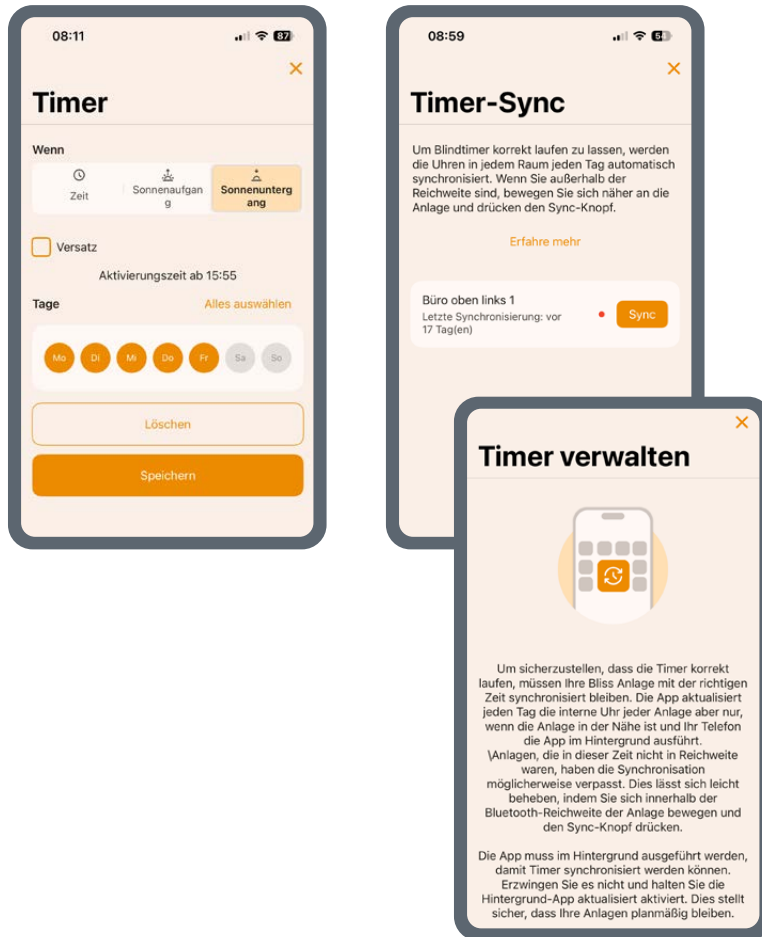 08:11
87
Timer
Wenn
Zeit
Sonnenaufgan
g
Sonnenunterg
ang
Versatz
Aktivierungszeit ab 15:55
Tage
Alles auswählen
Mo Di Mi Do Fr Sa So
Löschen
Speichern
08:59
Timer-Sync
Um Blindtimer korrekt laufen zu lassen, werden
die Uhren in jedem Raum jeden Tag automatisch
synchronisiert. Wenn Sie außerhalb der
Reichweite sind, bewegen Sie sich näher an die
Anlage und drücken den Sync-Knopf.
Erfahre mehr
Büro oben links 1
Letzte Synchronisierung: vor
17 Tag(en)
Sync
Timer verwalten
Um sicherzustellen, dass die Timer korrekt
laufen, müssen Ihre Bliss Anlage mit der richtigen
Zeit synchronisiert bleiben. Die App aktualisiert
jeden Tag die interne Uhr jeder Anlage aber nur,
wenn die Anlage in der Nähe ist und Ihr Telefon
die App im Hintergrund ausführt.
\Anlagen, die in dieser Zeit nicht in Reichweite
waren, haben die Synchronisation
möglicherweise verpasst. Dies lässt sich leicht
beheben, indem Sie sich innerhalb der
Bluetooth-Reichweite der Anlage bewegen und
den Sync-Knopf drücken.
Die App muss im Hintergrund ausgeführt werden,
damit Timer synchronisiert werden können.
Erzwingen Sie es nicht und halten Sie die
Hintergrund-App aktualisiert aktiviert. Dies stellt
sicher, dass Ihre Anlagen planmäßig bleiben.